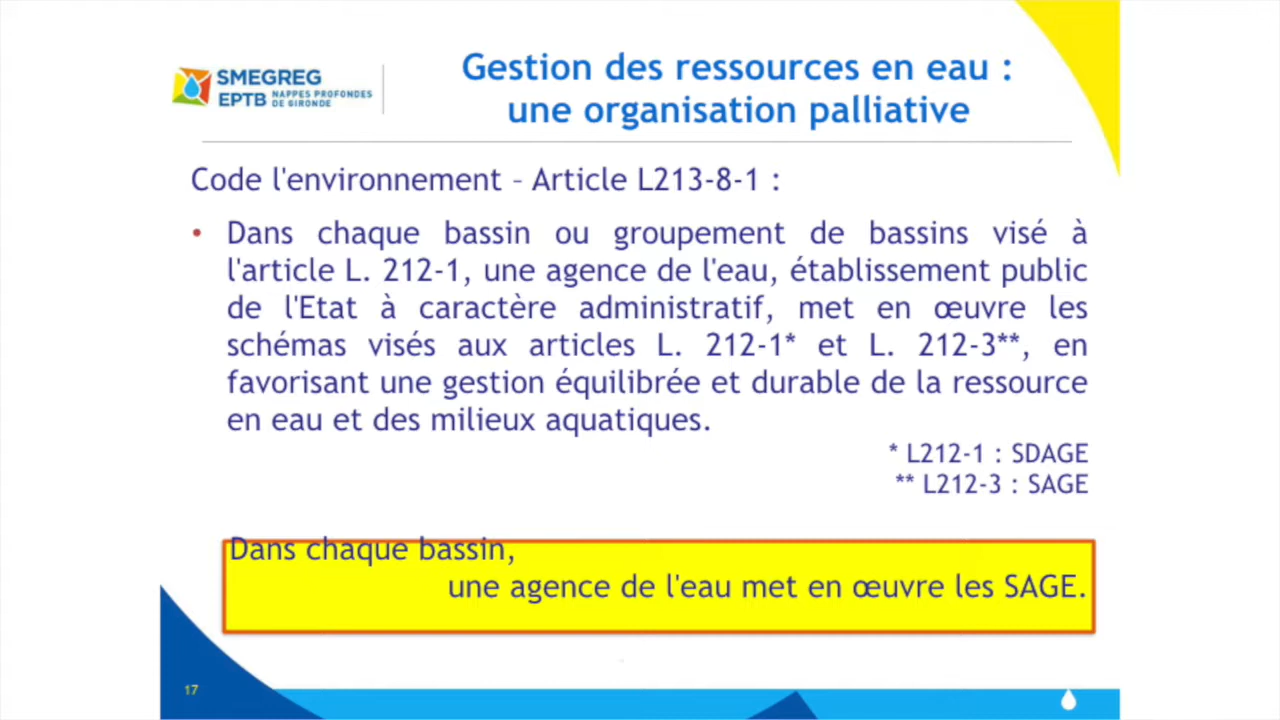 SMEGREG
EPTB NAPPES PROFONDES
DE GIRONDE
Gestion des ressources en eau :
une organisation palliative
Code l'environnement – Article L213-8-1 :
• Dans chaque bassin ou groupement de bassins visé à
l'article L. 212-1, une agence de l'eau, établissement public
de l'Etat à caractère administratif, met en œuvre les
schémas visés aux articles L. 212-1* et L. 212-3**, en
favorisant une gestion équilibrée et durable de la ressource
en eau et des milieux aquatiques.
* L212-1 : SDAGE
** L212-3 : SAGE
Dans chaque bassin,
une agence de l'eau met en œuvre les SAGE.
17